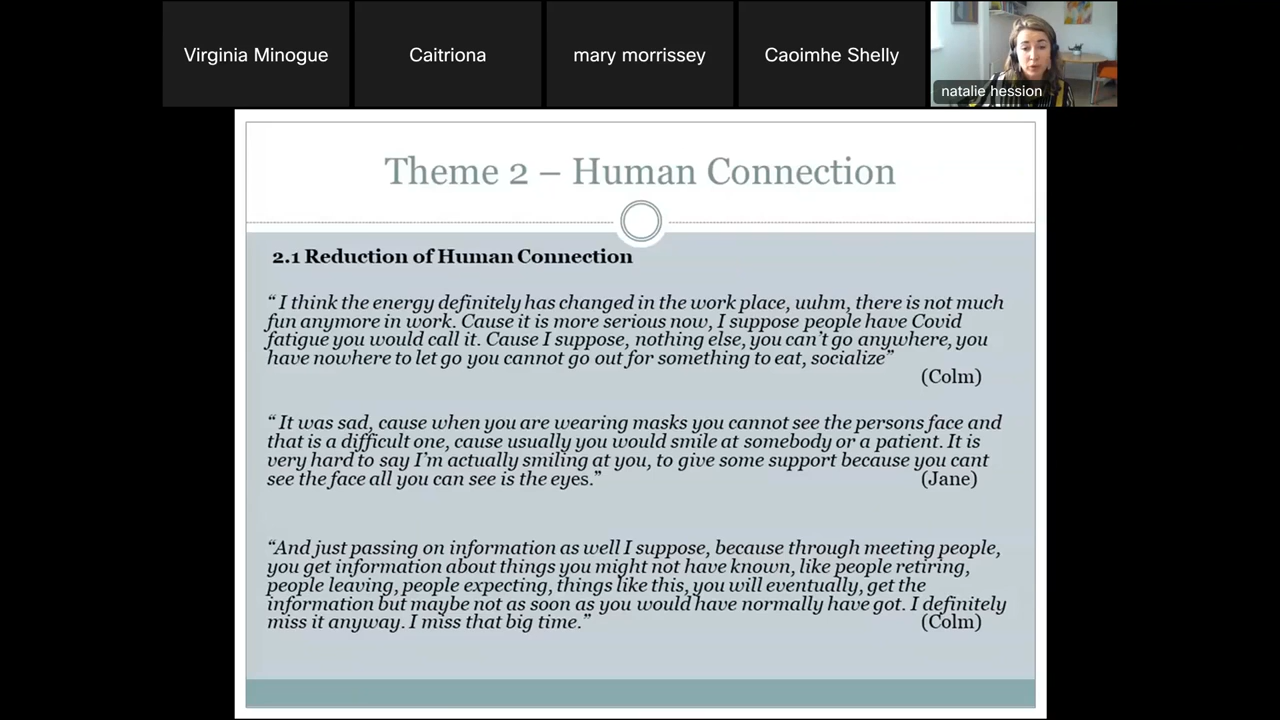 Virginia Minogue
Caitriona
mary morrissey
Caoimhe Shelly
natalie hession
Theme 2 – Human Connection
2.1 Reduction of Human Connection
“ I think the energy definitely has changed in the work place, uuhm, there is not much
fun anymore in work. Cause it is more serious now, I suppose people have Covid
fatigue you would call it. Cause I suppose, nothing else, you can’t go anywhere, you
have nowhere to let go you cannot go out for something to eat, socialize”
(Colm)
“ It was sad, cause when you are wearing masks you cannot see the persons face and
that is a difficult one, cause usually you would smile at somebody or a patient. It is
very hard to say I’m actually smiling at you, to give some support because you cant
see the face all you can see is the eyes.” (Jane)
“And just passing on information as well I suppose, because through meeting people,
you get information about things you might not have known, like people retiring,
people leaving, people expecting, things like this, you will eventually, get the
information but maybe not as soon as you would have normally have got. I definitely
miss it anyway. I miss that big time.” (Colm)